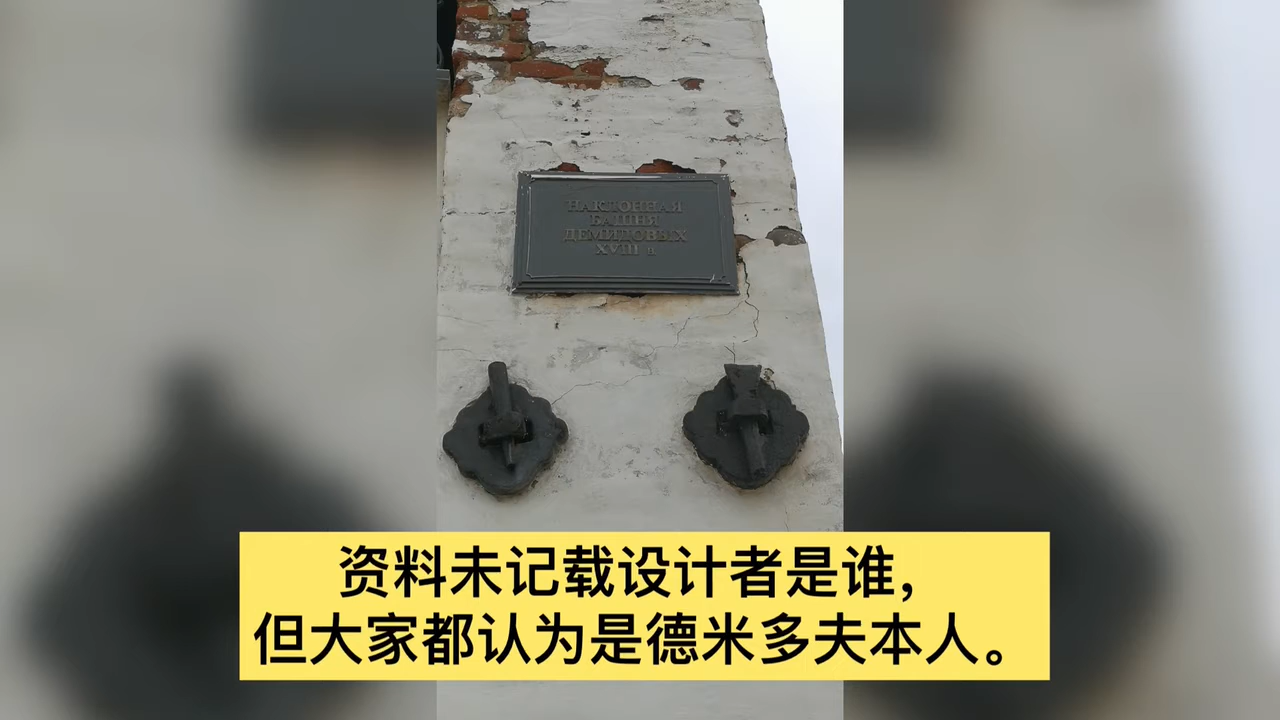 НАКЛОННАЯ
БАШНЯ
ДЕМИДОВЫХ
XVIII в
资料未记载设计者是谁，
但大家都认为是德米多夫本人。